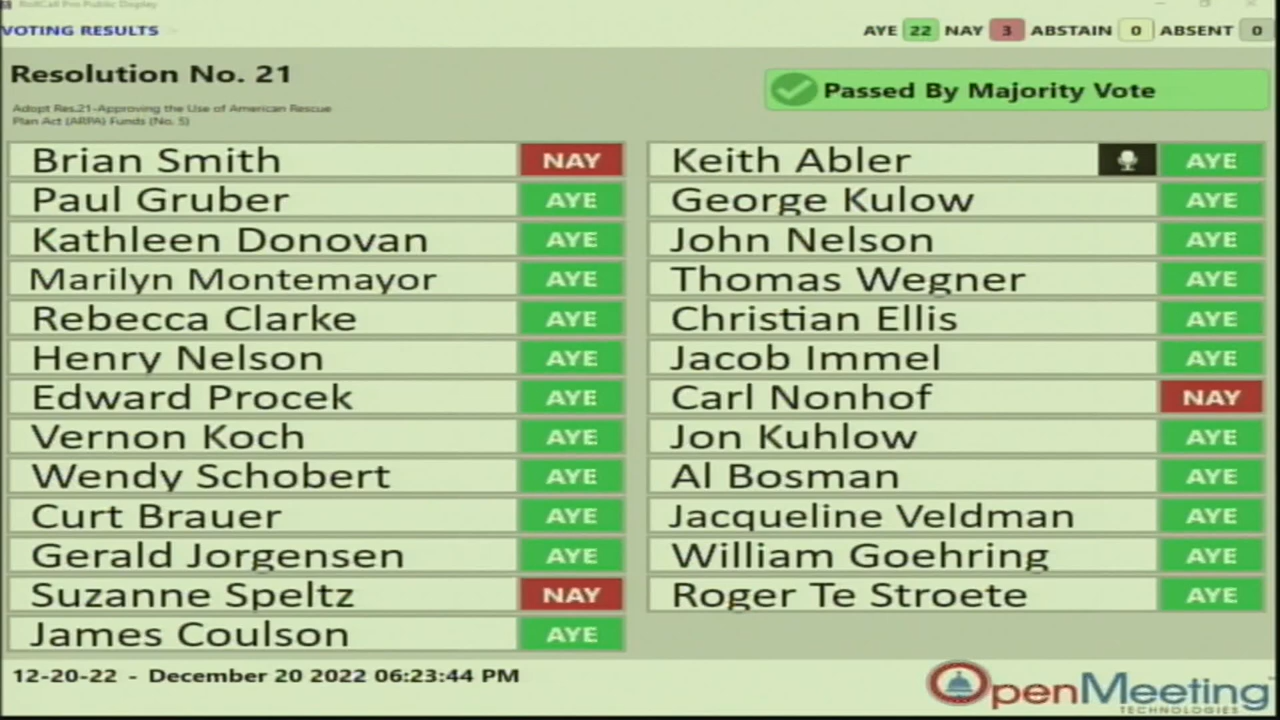 RollCall Pro Public Display
VOTING RESULTS
AYE 22 NAY 3 ABSTAIN 0 ABSENT 0
Resolution No. 21
Passed By Majority Vote
Adopt Res.21-Approving the Use of American Rescue
Plan Act (ARPA) Funds (No. 5)
Brian Smith NAY
Paul Gruber AYE
Kathleen Donovan AYE
Marilyn Montemayor AYE
Rebecca Clarke AYE
Henry Nelson AYE
Edward Procek AYE
Vernon Koch AYE
Wendy Schobert AYE
Curt Brauer AYE
Gerald Jorgensen AYE
Suzanne Speltz NAY
James Coulson AYE
Keith Abler AYE
George Kulow AYE
John Nelson AYE
Thomas Wegner AYE
Christian Ellis AYE
Jacob Immel AYE
Carl Nonhof NAY
Jon Kuhlow AYE
Al Bosman AYE
Jacqueline Veldman AYE
William Goehring AYE
Roger Te Stroete AYE
12-20-22 - December 20 2022 06:23:44 PM
OpenMeeting
TECHNOLOGIES